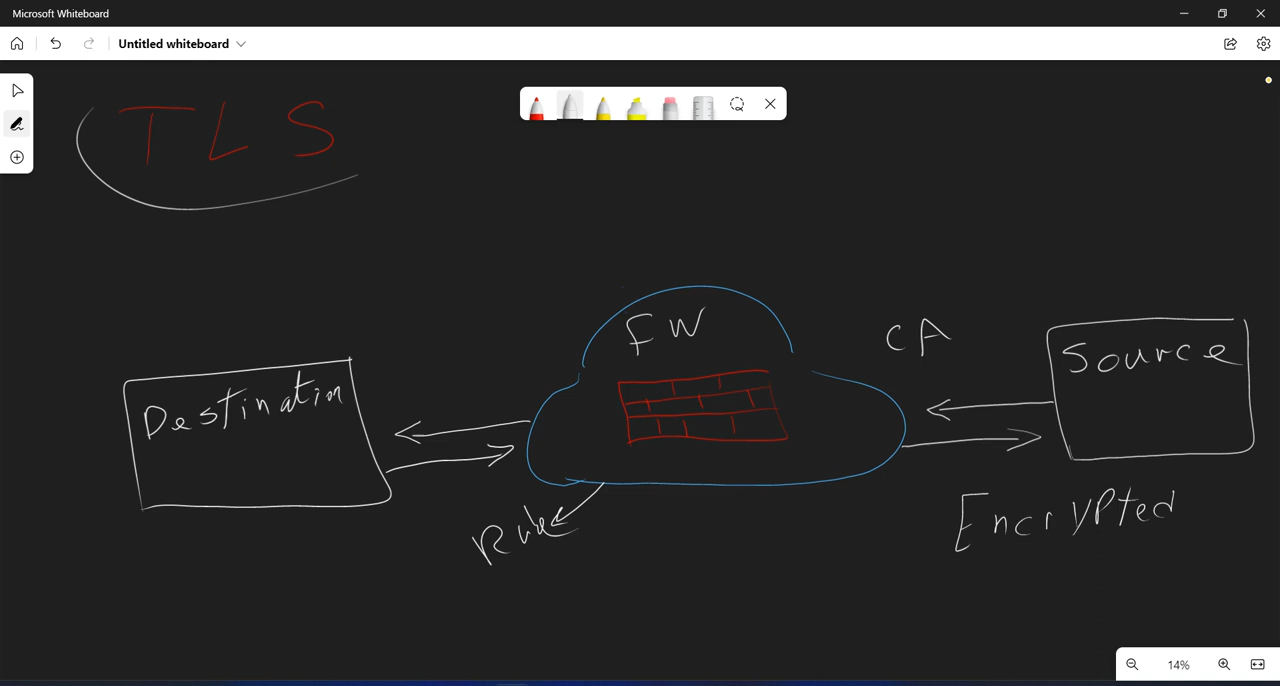 Microsoft Whiteboard
Untitled whiteboard
TLS
FW
CA
Source
Destination
Rule
Encrypted
14%